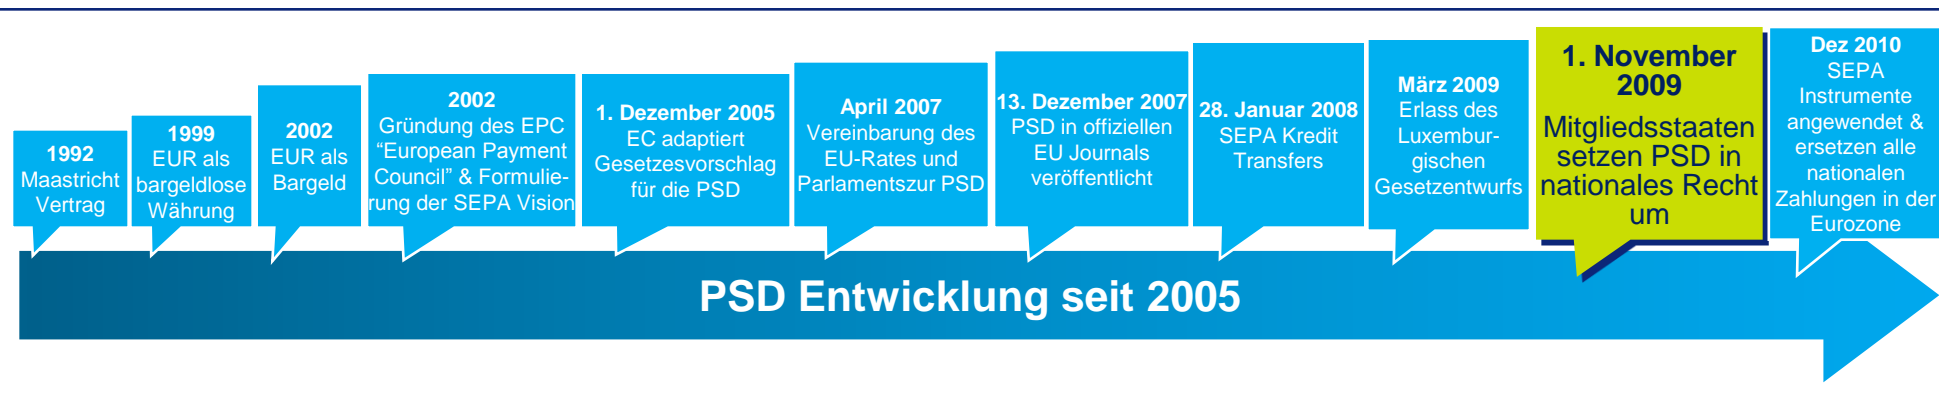 1992
Maastricht
Vertrag
1999
EUR als
bargeldlose
Währung
2002
EUR als
Bargeld
2002
Gründung des EPC
“European Payment
Council” & Formulie-
rung der SEPA Vision
1. Dezember 2005
EC adaptiert
Gesetzesvorschlag
für die PSD
April 2007
Vereinbarung des
EU-Rates und
Parlamentszur PSD
13. Dezember 2007
PSD in offiziellen
EU Journals
veröffentlicht
28. Januar 2008
SEPA Kredit
Transfers
März 2009
Erlass des
Luxembur-
gischen
Gesetzentwurfs
1. November
2009
Mitgliedsstaaten
setzen PSD in
nationales Recht
um
Dez 2010
SEPA
Instrumente
angewendet &
ersetzen alle
nationalen
Zahlungen in der
Eurozone
PSD Entwicklung seit 2005